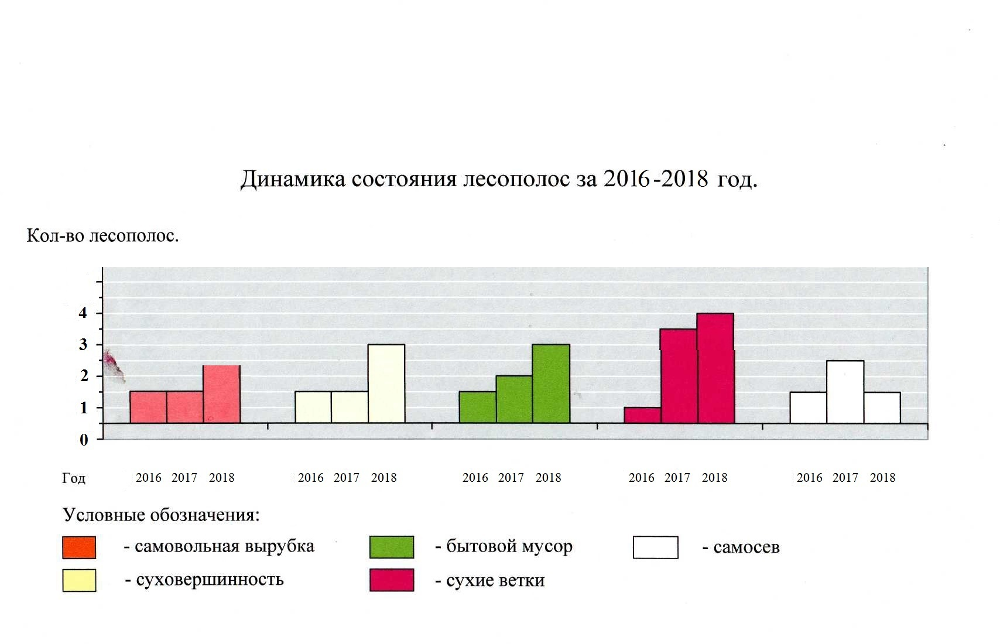 Динамика состояния лесополос за 2016-2018 год.
Кол-во лесополос.
4
3
2
1
0
Год 2016 2017 2018 2016 2017 2018 2016 2017 2018 2016 2017 2018 2016 2017 2018
Условные обозначения:
- самовольная вырубка - бытовой мусор - самосев
- суховершинность - сухие ветки